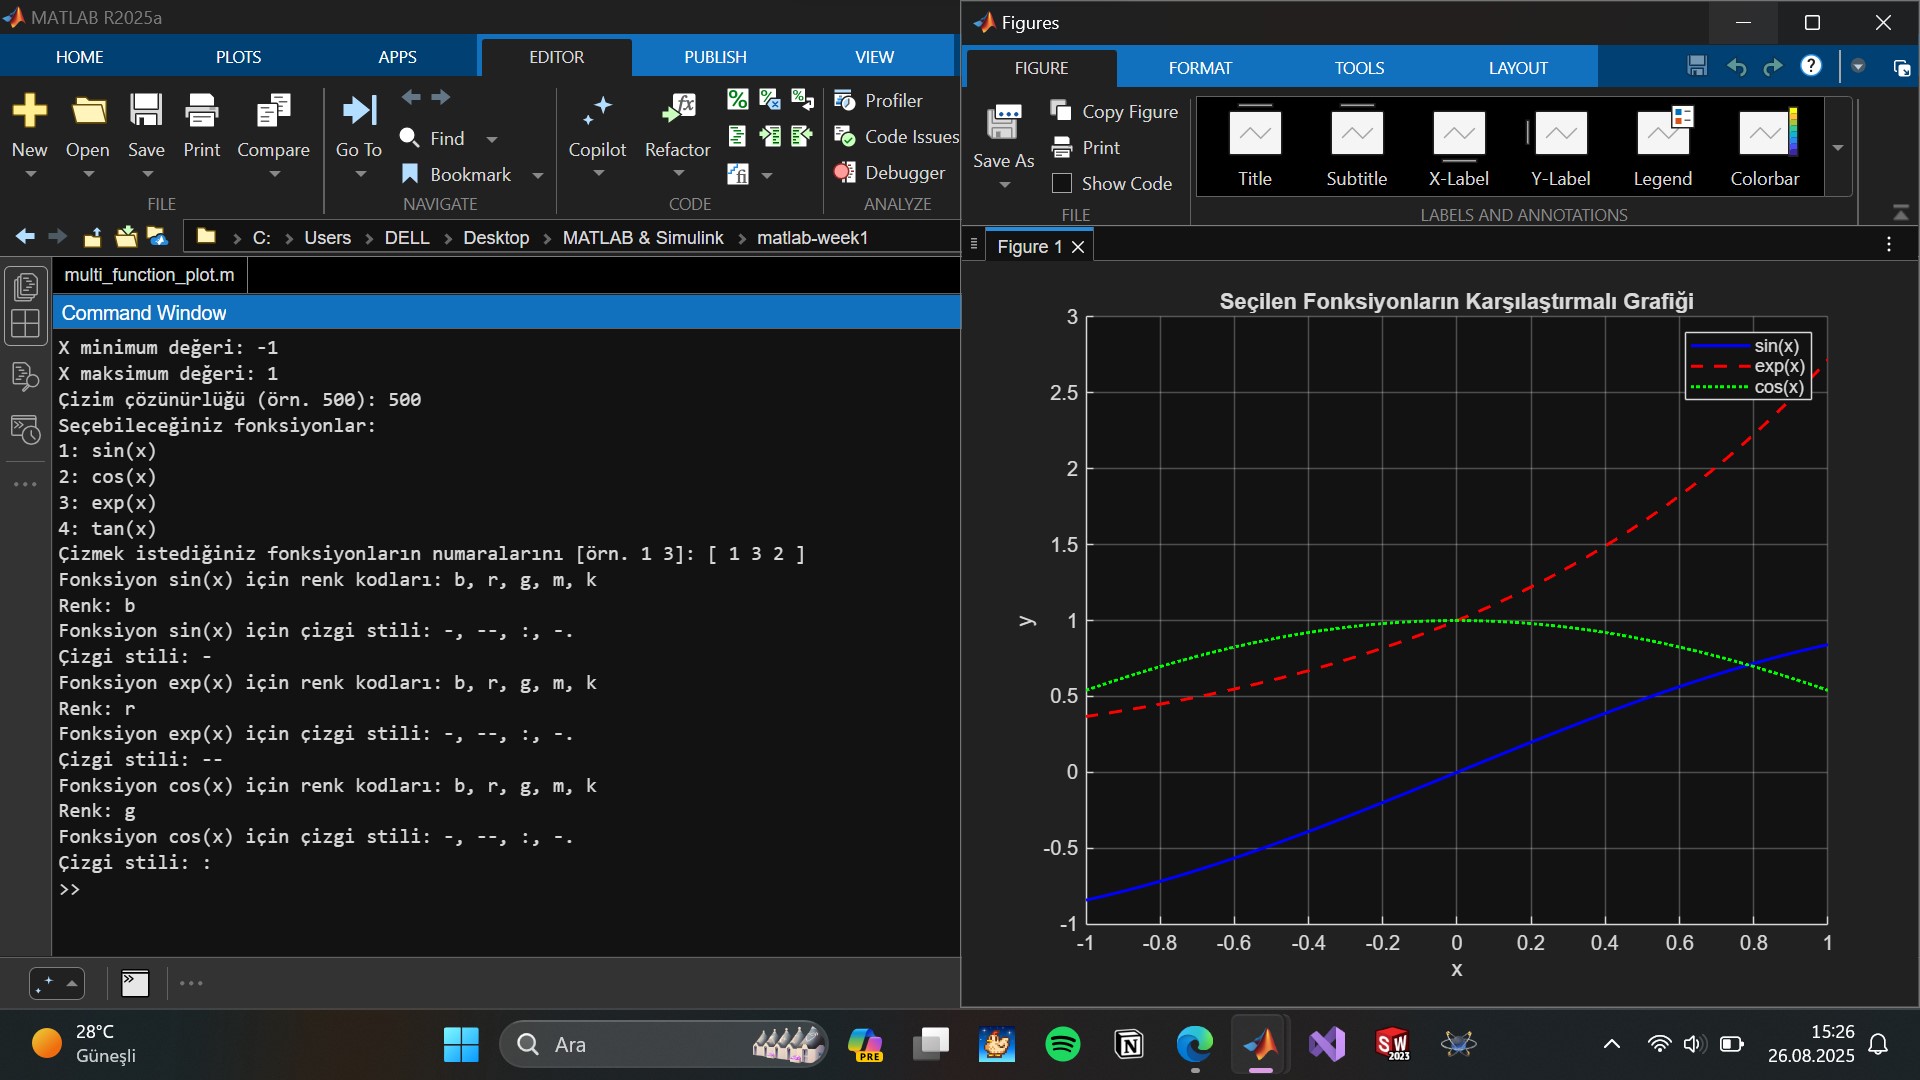 MATLAB R2025a
HOME
PLOTS
APPS
EDITOR
PUBLISH
VIEW
New
Open
Save
Print
Compare
Go To
Find
Bookmark
Copilot
Refactor
Profiler
Code Issues
Debugger
FILE
NAVIGATE
CODE
ANALYZE
C:
Users
DELL
Desktop
MATLAB & Simulink
matlab-week1
multi_function_plot.m
Command Window
X minimum değeri: -1
X maksimum değeri: 1
Çizim çözünürlüğü (örn. 500): 500
Seçebileceğiniz fonksiyonlar:
1: sin(x)
2: cos(x)
3: exp(x)
4: tan(x)
Çizmek istediğiniz fonksiyonların numaralarını [örn. 1 3]: [ 1 3 2 ]
Fonksiyon sin(x) için renk kodları: b, r, g, m, k
Renk: b
Fonksiyon sin(x) için çizgi stili: -, --, :, -.
Çizgi stili: -
Fonksiyon exp(x) için renk kodları: b, r, g, m, k
Renk: r
Fonksiyon exp(x) için çizgi stili: -, --, :, -.
Çizgi stili: --
Fonksiyon cos(x) için renk kodları: b, r, g, m, k
Renk: g
Fonksiyon cos(x) için çizgi stili: -, --, :, -.
Çizgi stili: :
>>
Figures
FIGURE
FORMAT
TOOLS
LAYOUT
Save As
Copy Figure
Print
Show Code
Title
Subtitle
X-Label
Y-Label
Legend
Colorbar
FILE
LABELS AND ANNOTATIONS
Figure 1
Seçilen Fonksiyonların Karşılaştırmalı Grafiği
sin(x)
exp(x)
cos(x)
3
2.5
2
1.5
1
0.5
0
-0.5
-1
y
-1 -0.8 -0.6 -0.4 -0.2 0 0.2 0.4 0.6 0.8 1
x
28°C
Güneşli
Ara
PRE
SW
2023
15:26
26.08.2025